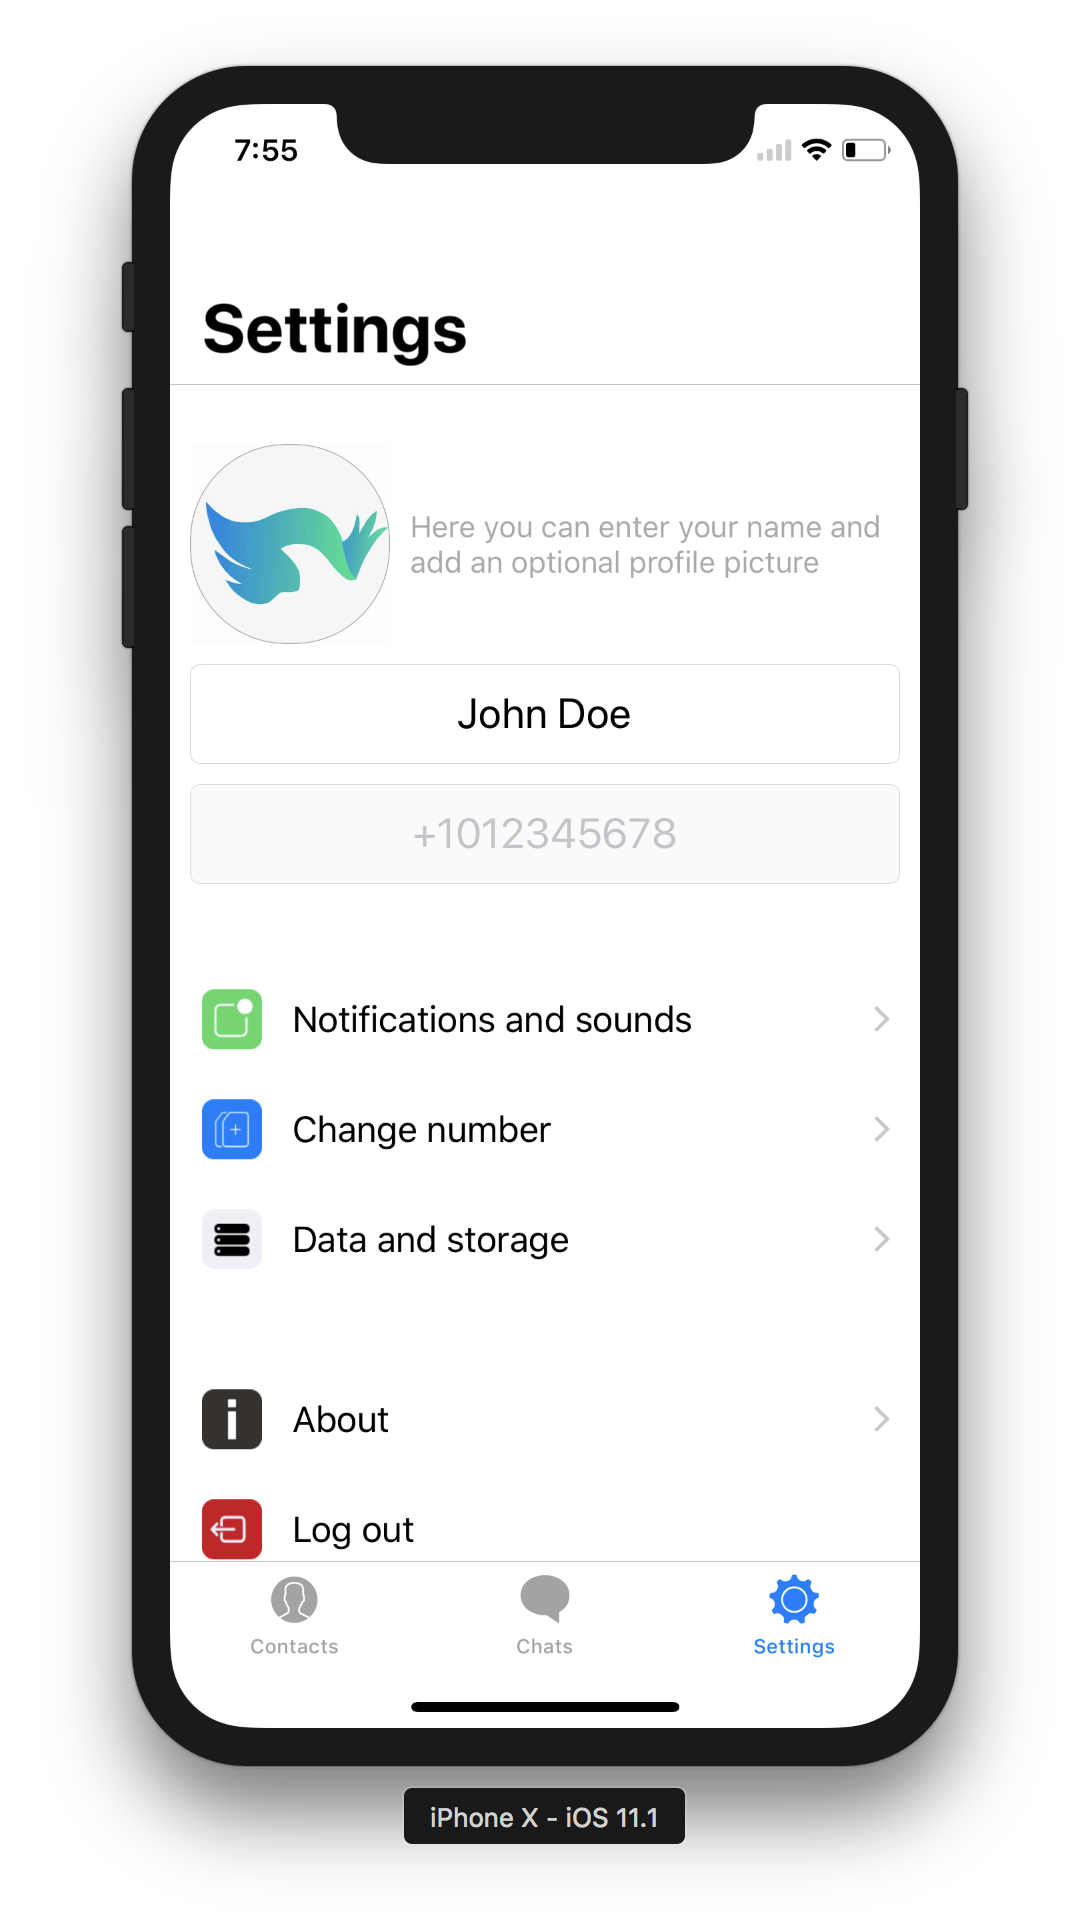 7:55
Settings
Here you can enter your name and
add an optional profile picture
John Doe
+1012345678
Notifications and sounds
Change number
Data and storage
About
Log out
Contacts
Chats
Settings
iPhone X - iOS 11.1